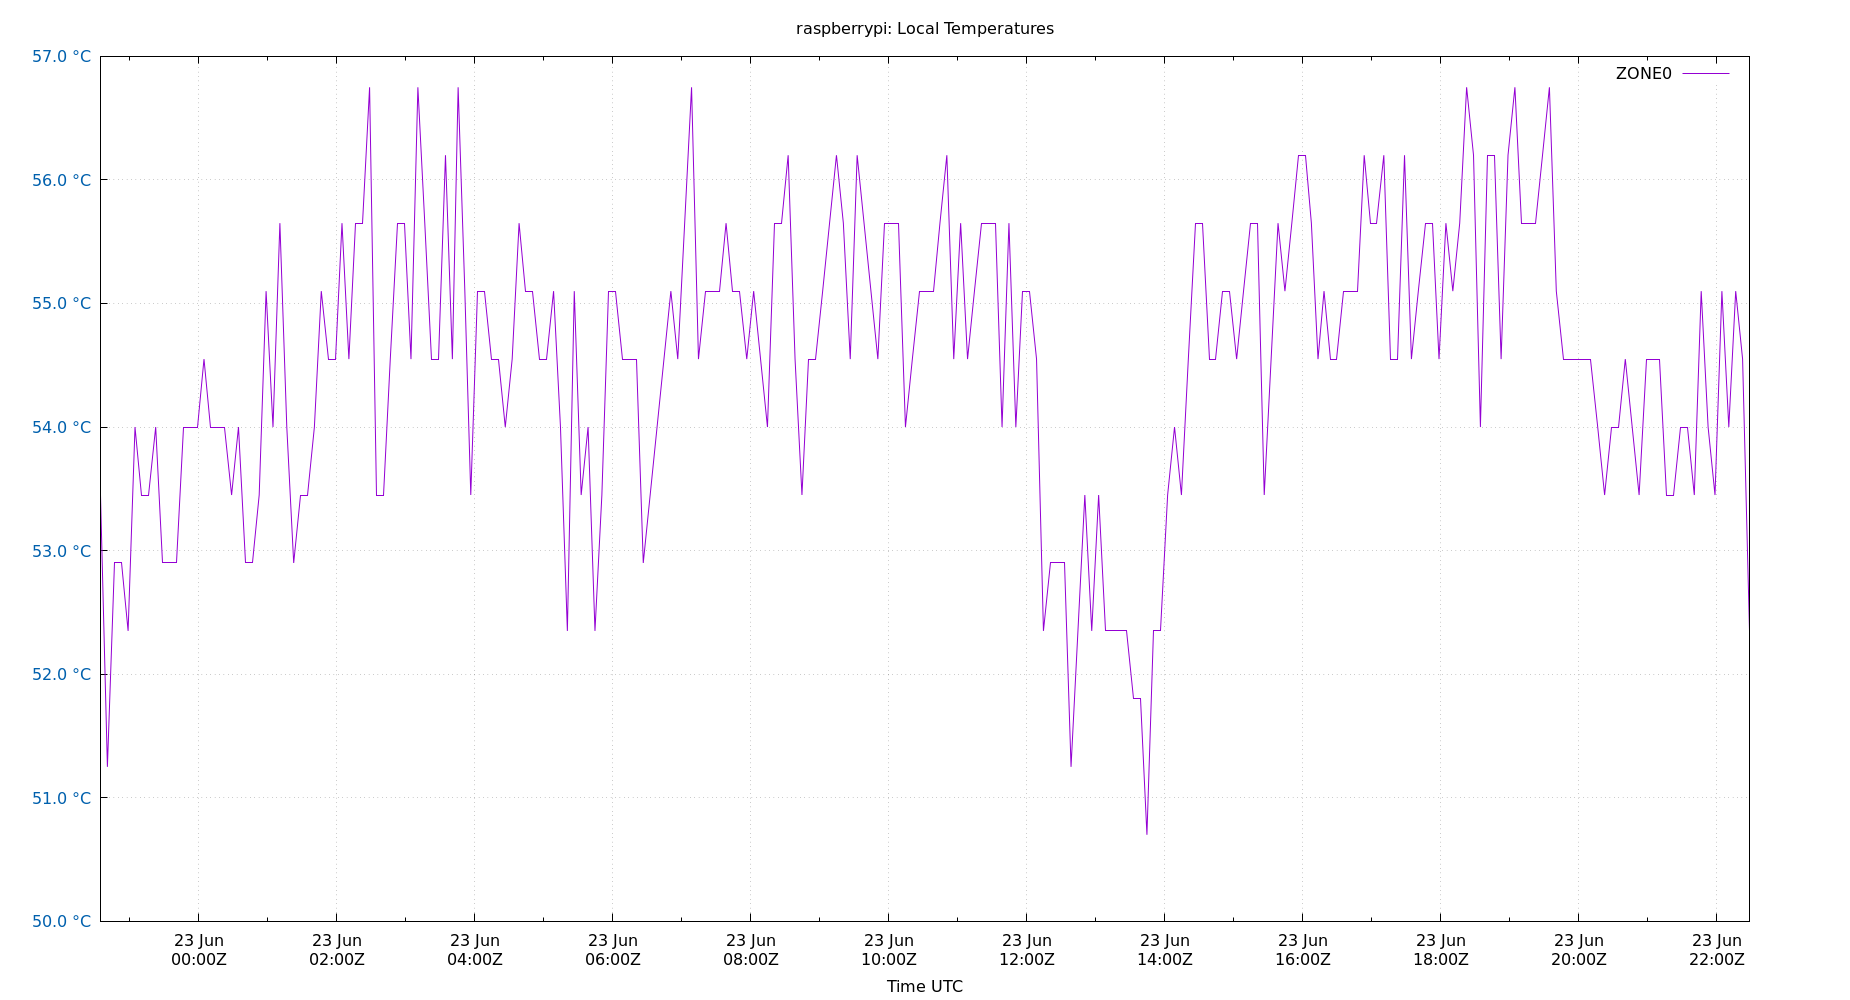 raspberrypi: Local Temperatures
57.0 °C
56.0 °C
55.0 °C
54.0 °C
53.0 °C
52.0 °C
51.0 °C
50.0 °C
ZONE0
23 Jun 23 Jun 23 Jun 23 Jun 23 Jun 23 Jun 23 Jun 23 Jun 23 Jun 23 Jun 23 Jun 23 Jun
00:00Z 02:00Z 04:00Z 06:00Z 08:00Z 10:00Z 12:00Z 14:00Z 16:00Z 18:00Z 20:00Z 22:00Z
Time UTC